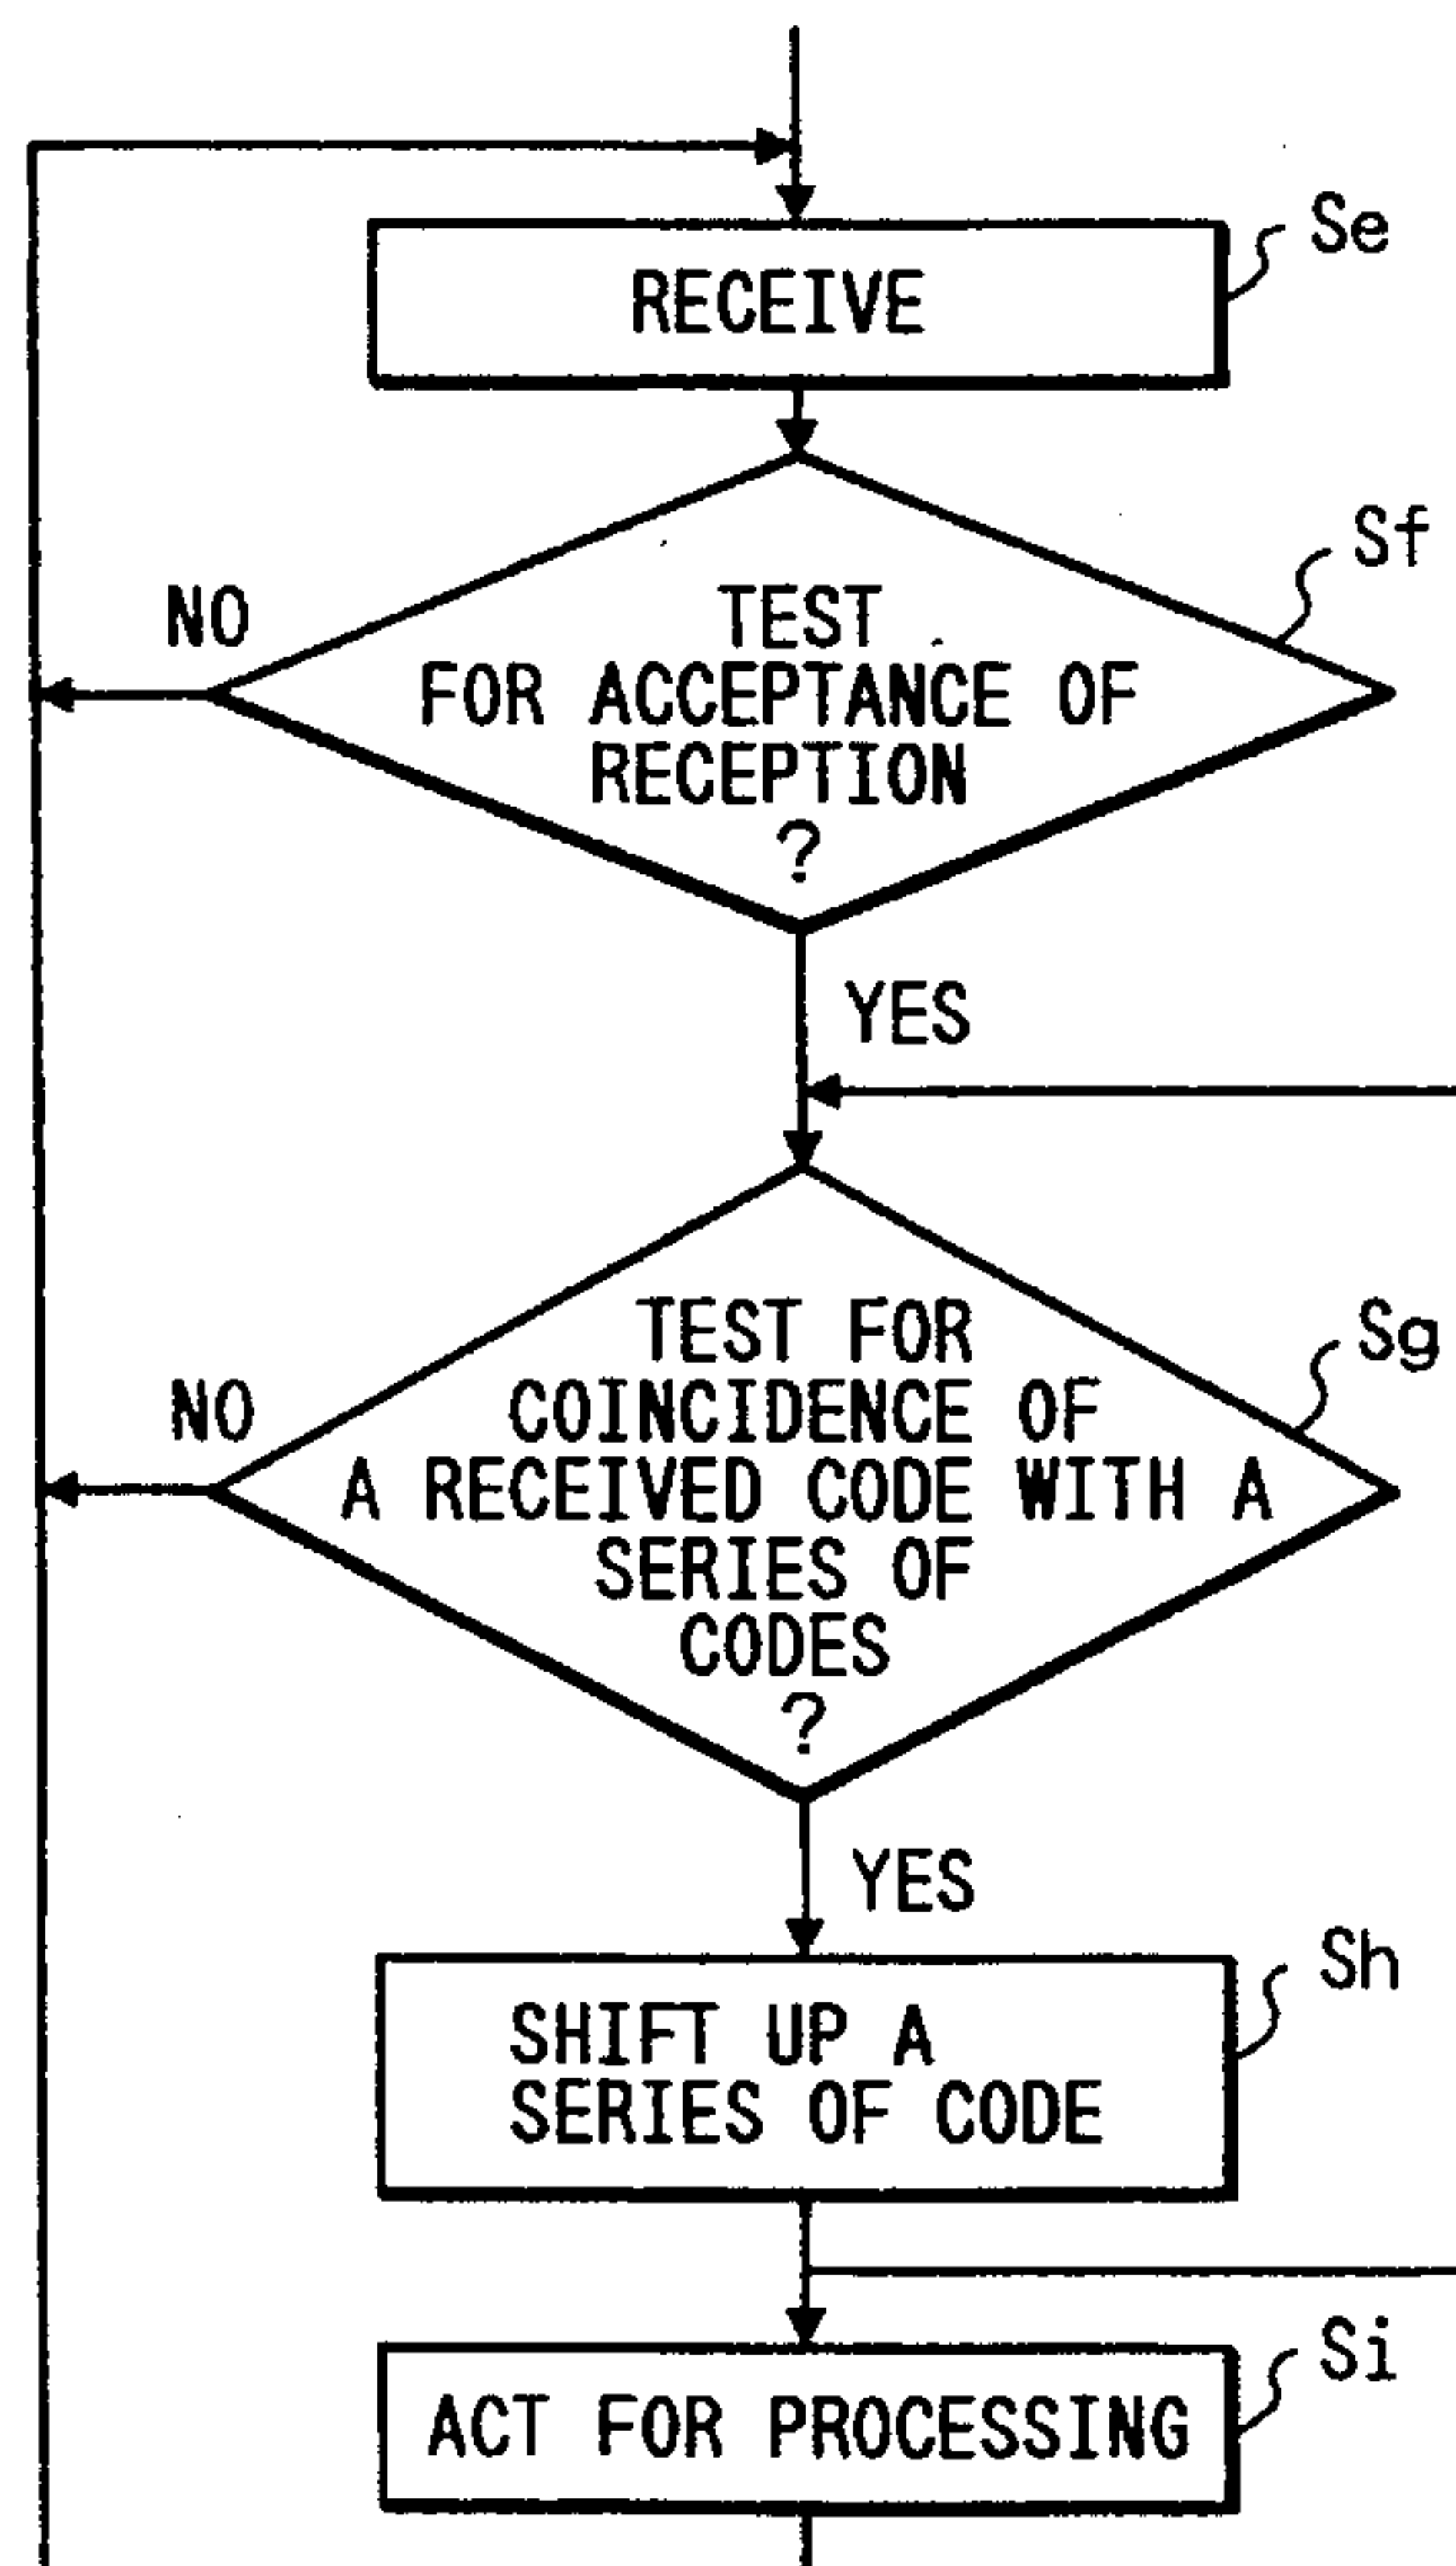 Se
RECEIVE
Sf
NO
TEST
FOR ACCEPTANCE OF
RECEPTION
?
YES
Sg
NO
TEST FOR
COINCIDENCE OF
A RECEIVED CODE WITH A
SERIES OF
CODES
?
YES
Sh
SHIFT UP A
SERIES OF CODE
Si
ACT FOR PROCESSING